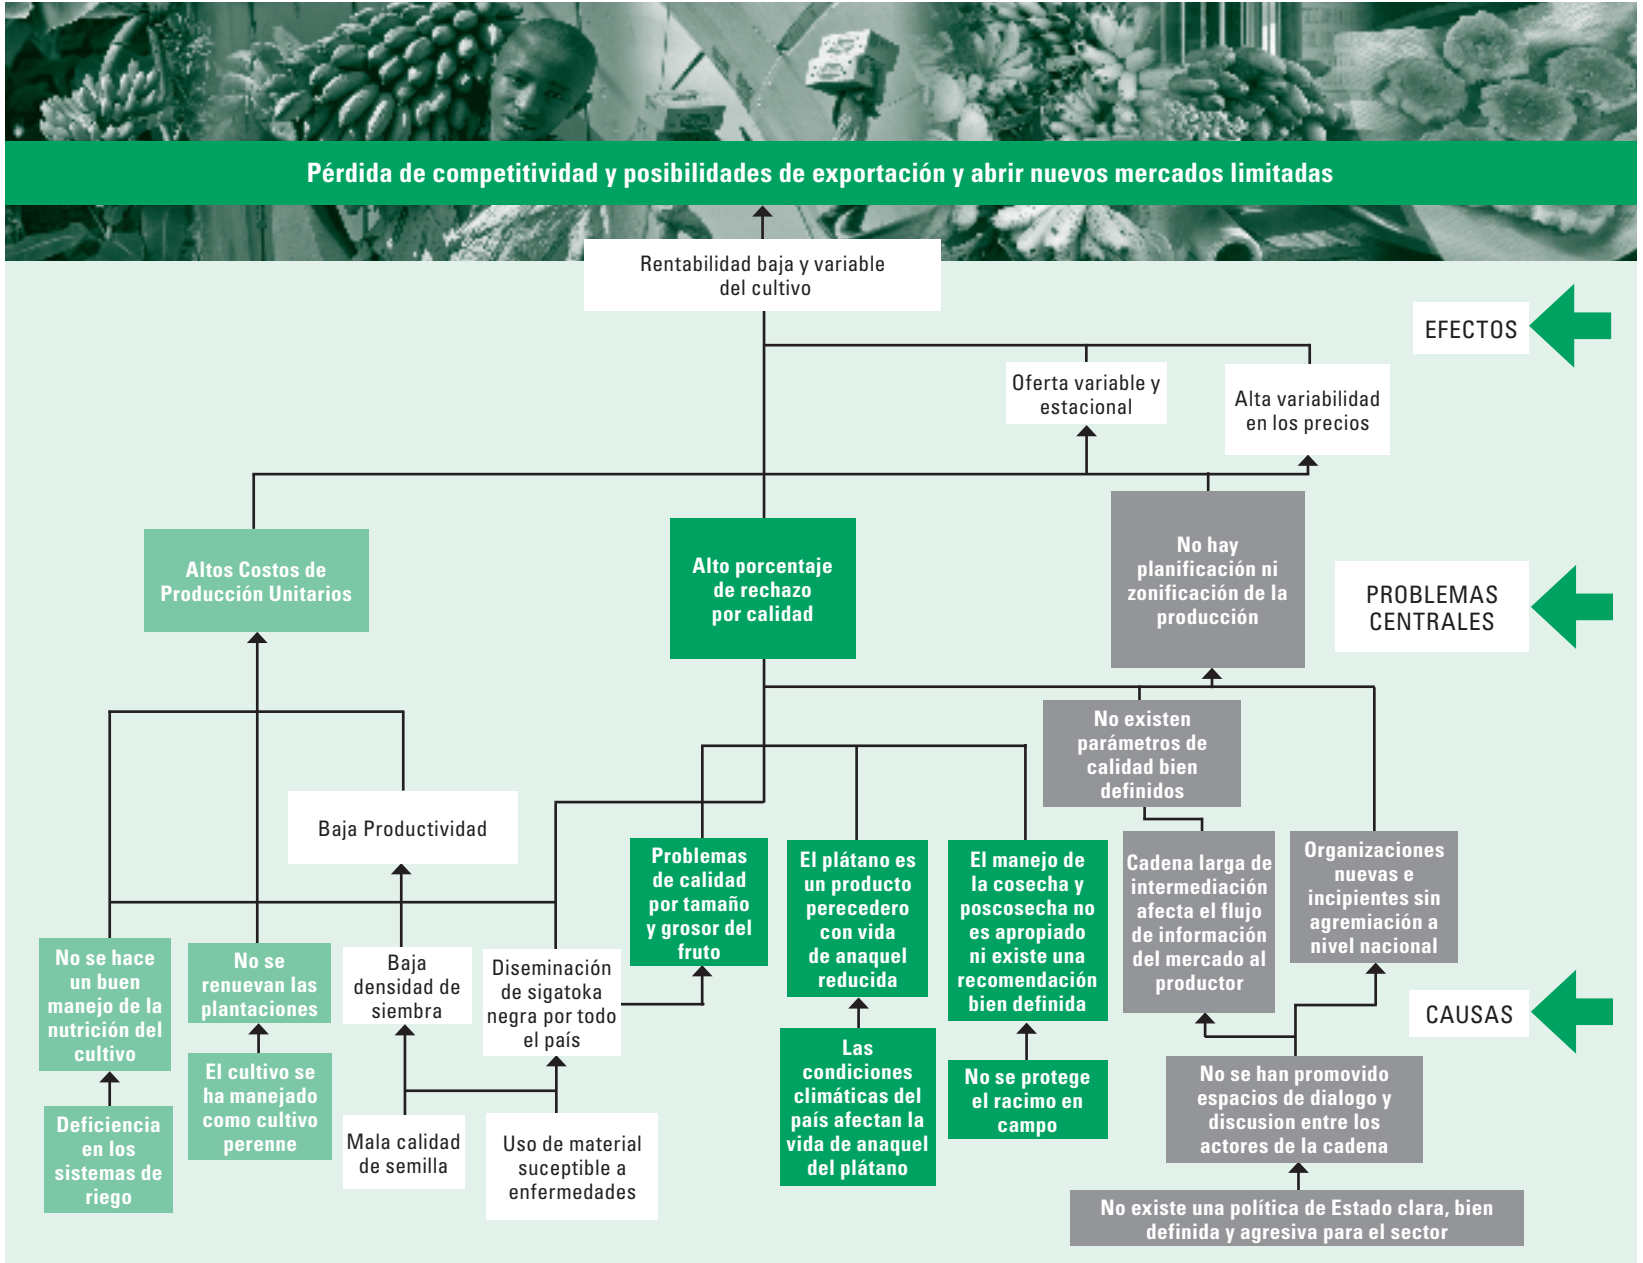 Pérdida de competitividad y posibilidades de exportación y abrir nuevos mercados limitadas
Rentabilidad baja y variable
del cultivo
EFECTOS
Oferta variable y
estacional
Alta variabilidad
en los precios
Altos Costos de
Producción Unitarios
Alto porcentaje
de rechazo
por calidad
No hay
planificación ni
zonificación de la
producción
PROBLEMAS
CENTRALES
No existen
parámetros de
calidad bien
definidos
Baja Productividad
Problemas
de calidad
por tamaño
y grosor del
fruto
El plátano es
un producto
perecedero
con vida
de anaquel
reducida
El manejo de
la cosecha y
poscosecha no
es apropiado
ni existe una
recomendación
bien definida
Cadena larga de
intermediación
afecta el flujo
de información
del mercado al
productor
Organizaciones
nuevas e
incipientes sin
agremiación a
nivel nacional
No se hace
un buen
manejo de la
nutrición del
cultivo
No se
renuevan las
plantaciones
Baja
densidad de
siembra
Diseminación
de sigatoka
negra por todo
el país
CAUSAS
Deficiencia
en los
sistemas de
riego
El cultivo se
ha manejado
como cultivo
perenne
Mala calidad
de semilla
Uso de material
suceptible a
enfermedades
Las
condiciones
climáticas del
país afectan la
vida de anaquel
del plátano
No se protege
el racimo en
campo
No se han promovido
espacios de dialogo y
discusion entre los
actores de la cadena
No existe una política de Estado clara, bien
definida y agresiva para el sector